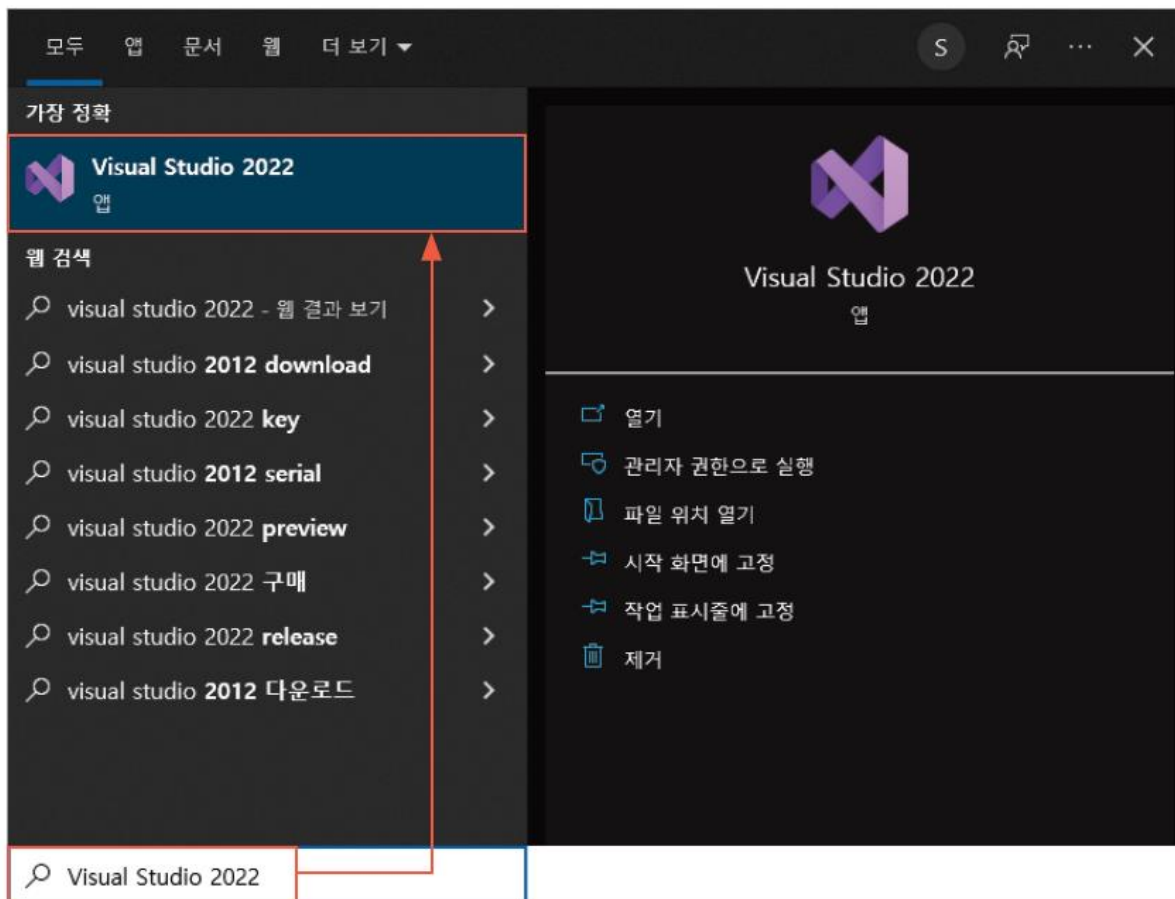 모두 앱 문서 웹 더 보기
S
가장 정확
Visual Studio 2022
앱
웹 검색
visual studio 2022 - 웹 결과 보기
visual studio 2012 download
visual studio 2022 key
visual studio 2012 serial
visual studio 2022 preview
visual studio 2022 구매
visual studio 2022 release
visual studio 2012 다운로드
Visual Studio 2022
앱
열기
관리자 권한으로 실행
파일 위치 열기
시작 화면에 고정
작업 표시줄에 고정
제거
Visual Studio 2022